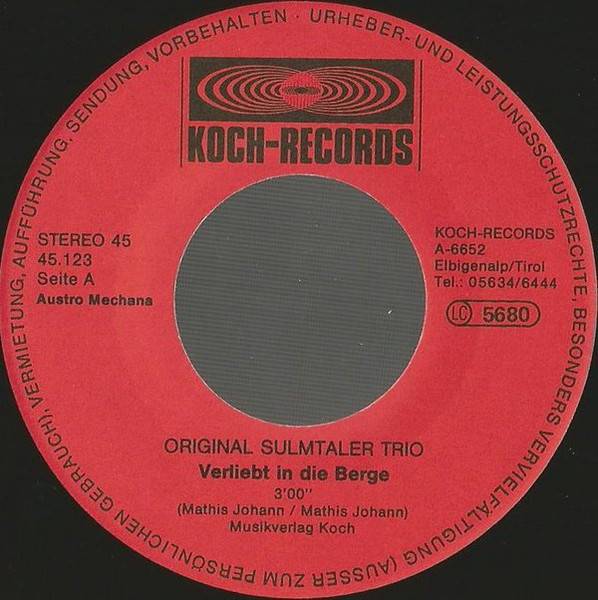 URHEBER- UND LEISTUNGSSCHUTZRECHTE, BESONDERS VERVIELFÄLTIGUNG (AUSSER ZUM PERSÖNLICHEN GEBRAUCH), VERMIETUNG, AUFFÜHRUNG, SENDUNG, VORBEHALTEN ·
KOCH-RECORDS
STEREO 45
45.123
Seite A
Austro Mechana
KOCH-RECORDS
A-6652
Elbigenalp/Tirol
Tel.: 05634/6444
LC 5680
ORIGINAL SULMTALER TRIO
Verliebt in die Berge
3'00''
(Mathis Johann / Mathis Johann)
Musikverlag Koch